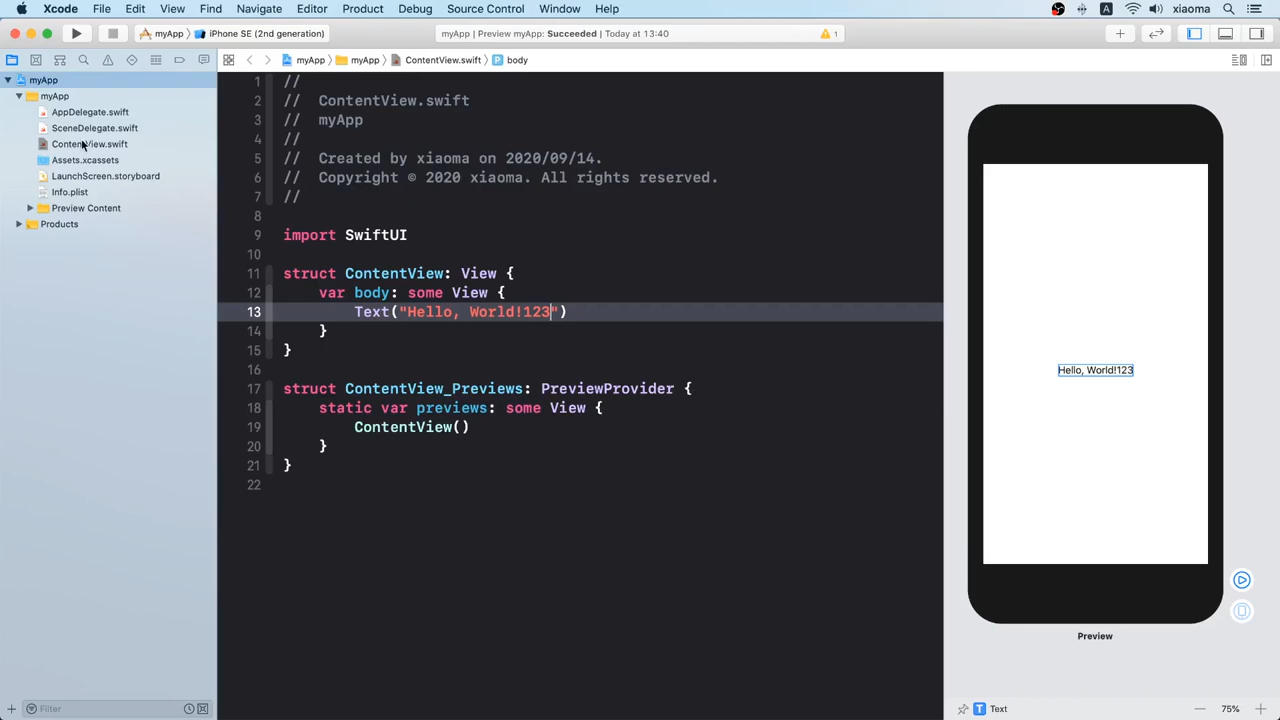 Xcode File Edit View Find Navigate Editor Product Debug Source Control Window Help A xiaoma
myApp iPhone SE (2nd generation) myApp | Preview myApp: Succeeded | Today at 13:40 1
myApp myApp ContentView.swift body
myApp
myApp
AppDelegate.swift
SceneDelegate.swift
ContentView.swift
Assets.xcassets
LaunchScreen.storyboard
Info.plist
Preview Content
Products
1 //
2 // ContentView.swift
3 // myApp
4 //
5 // Created by xiaoma on 2020/09/14.
6 // Copyright © 2020 xiaoma. All rights reserved.
7 //
8
9 import SwiftUI
10
11 struct ContentView: View {
12 var body: some View {
13 Text("Hello, World!123")
14 }
15 }
16
17 struct ContentView_Previews: PreviewProvider {
18 static var previews: some View {
19 ContentView()
20 }
21 }
22
Hello, World!123
Preview
Filter
T Text 75%